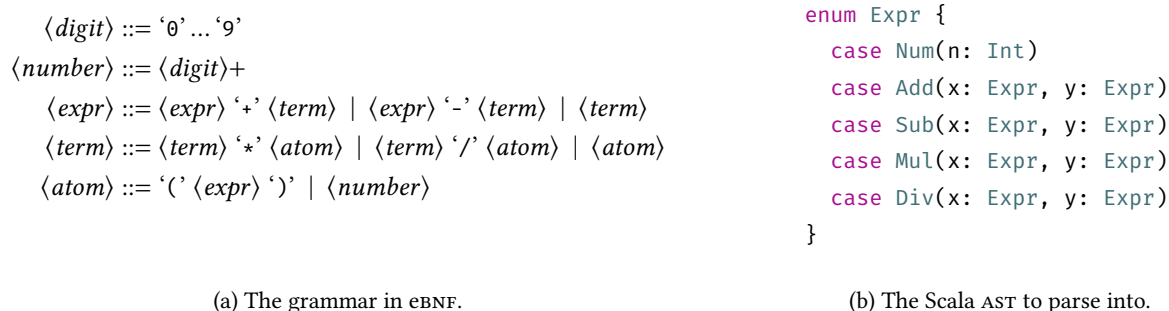 ⟨digit⟩ ::= ‘0’ … ‘9’
⟨number⟩ ::= ⟨digit⟩+
⟨expr⟩ ::= ⟨expr⟩ ‘+’ ⟨term⟩ | ⟨expr⟩ ‘-’ ⟨term⟩ | ⟨term⟩
⟨term⟩ ::= ⟨term⟩ ‘*’ ⟨atom⟩ | ⟨term⟩ ‘/’ ⟨atom⟩ | ⟨atom⟩
⟨atom⟩ ::= ‘(’ ⟨expr⟩ ‘)’ | ⟨number⟩
(a) The grammar in eBNF.
enum Expr {
  case Num(n: Int)
  case Add(x: Expr, y: Expr)
  case Sub(x: Expr, y: Expr)
  case Mul(x: Expr, y: Expr)
  case Div(x: Expr, y: Expr)
}
(b) The Scala AST to parse into.